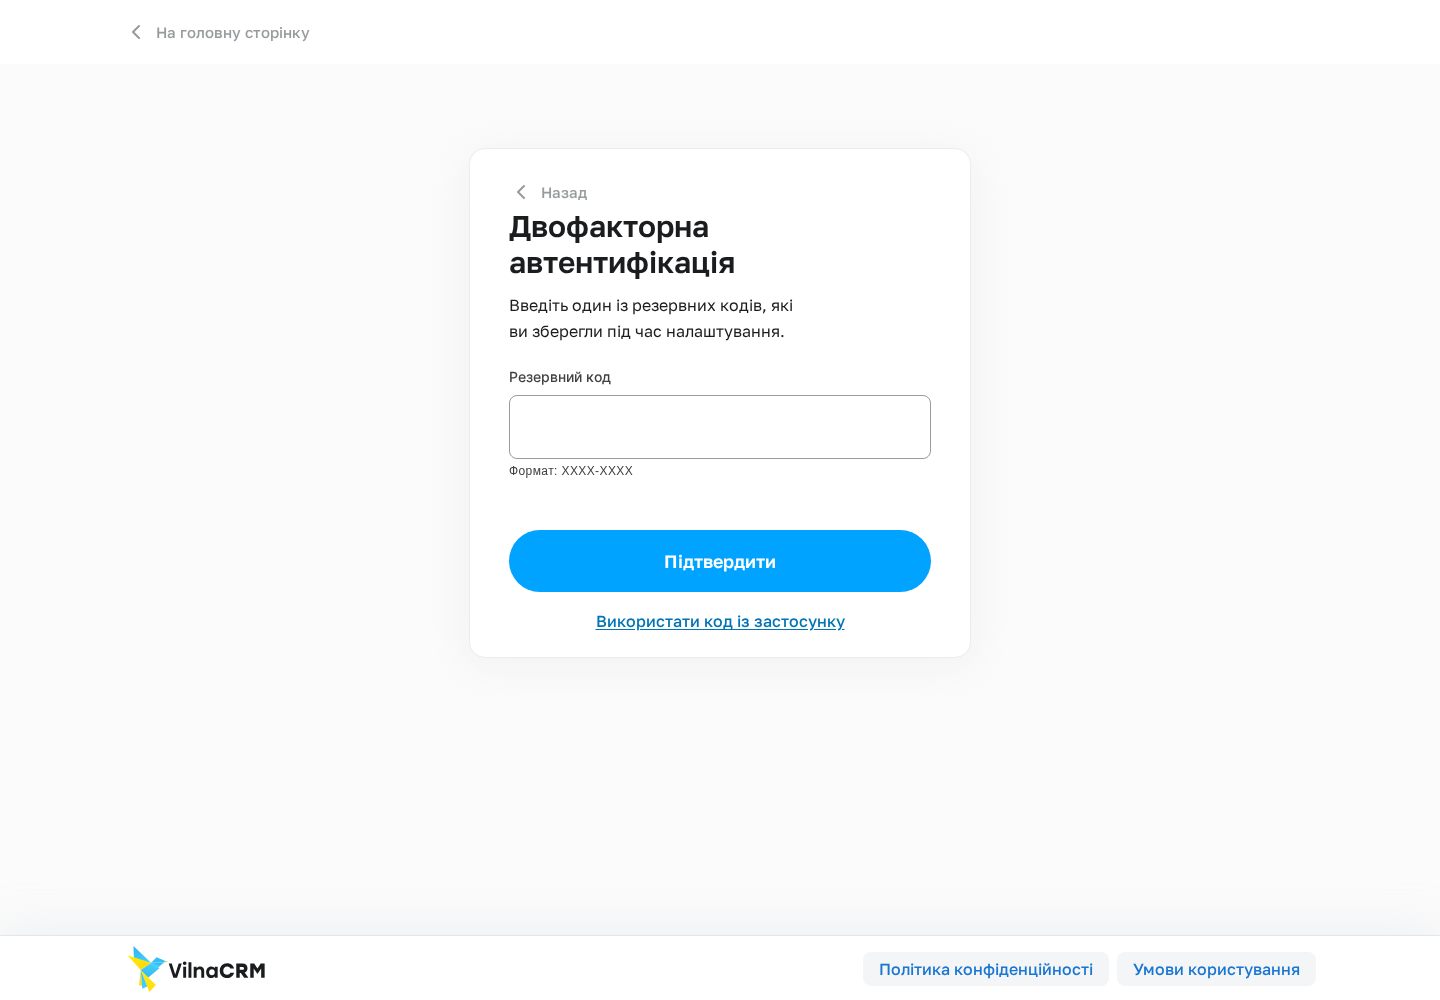 На головну сторінку
Назад
Двофакторна
автентифікація
Введіть один із резервних кодів, які
ви зберегли під час налаштування.
Резервний код
Формат: XXXX-XXXX
Підтвердити
Використати код із застосунку
VilnaCRM
Політика конфіденційності
Умови користування